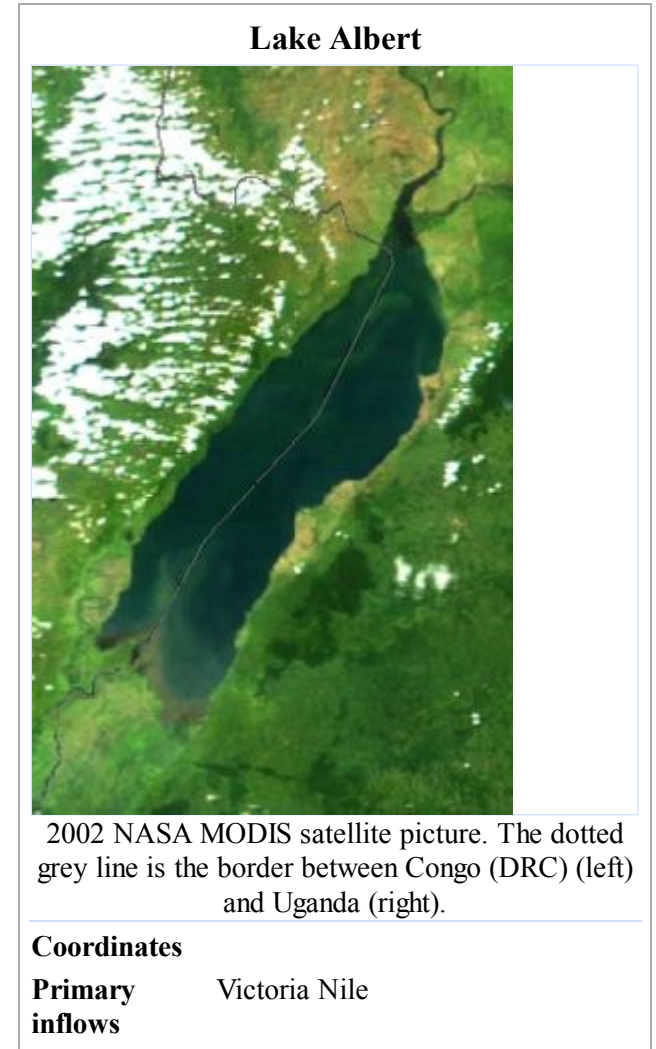 Lake Albert
2002 NASA MODIS satellite picture. The dotted
grey line is the border between Congo (DRC) (left)
and Uganda (right).
Coordinates
Primary Victoria Nile
inflows